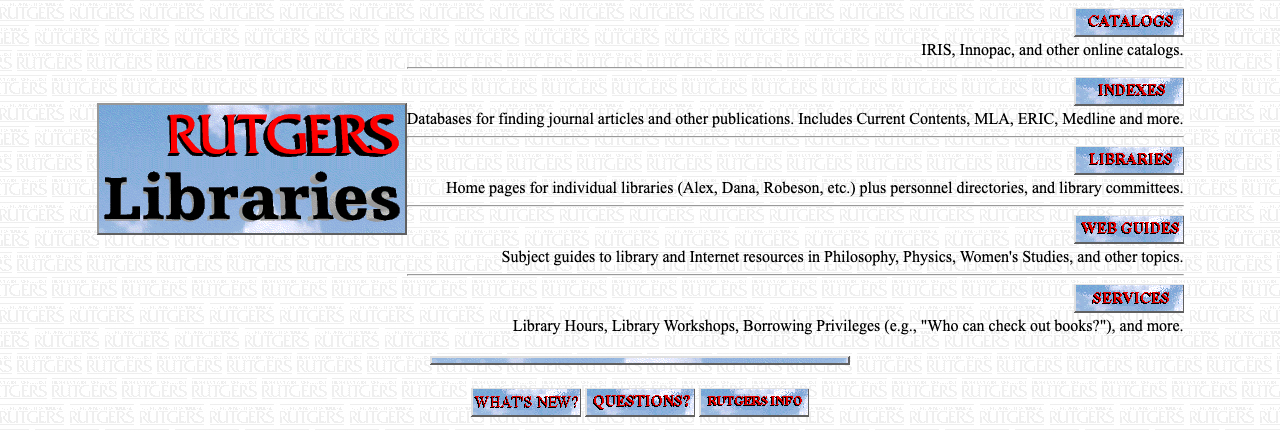 RUTGERS
Libraries
CATALOGS
IRIS, Innopac, and other online catalogs.
INDEXES
Databases for finding journal articles and other publications. Includes Current Contents, MLA, ERIC, Medline and more.
LIBRARIES
Home pages for individual libraries (Alex, Dana, Robeson, etc.) plus personnel directories, and library committees.
WEB GUIDES
Subject guides to library and Internet resources in Philosophy, Physics, Women's Studies, and other topics.
SERVICES
Library Hours, Library Workshops, Borrowing Privileges (e.g., "Who can check out books?"), and more.
WHAT'S NEW?
QUESTIONS?
RUTGERS INFO